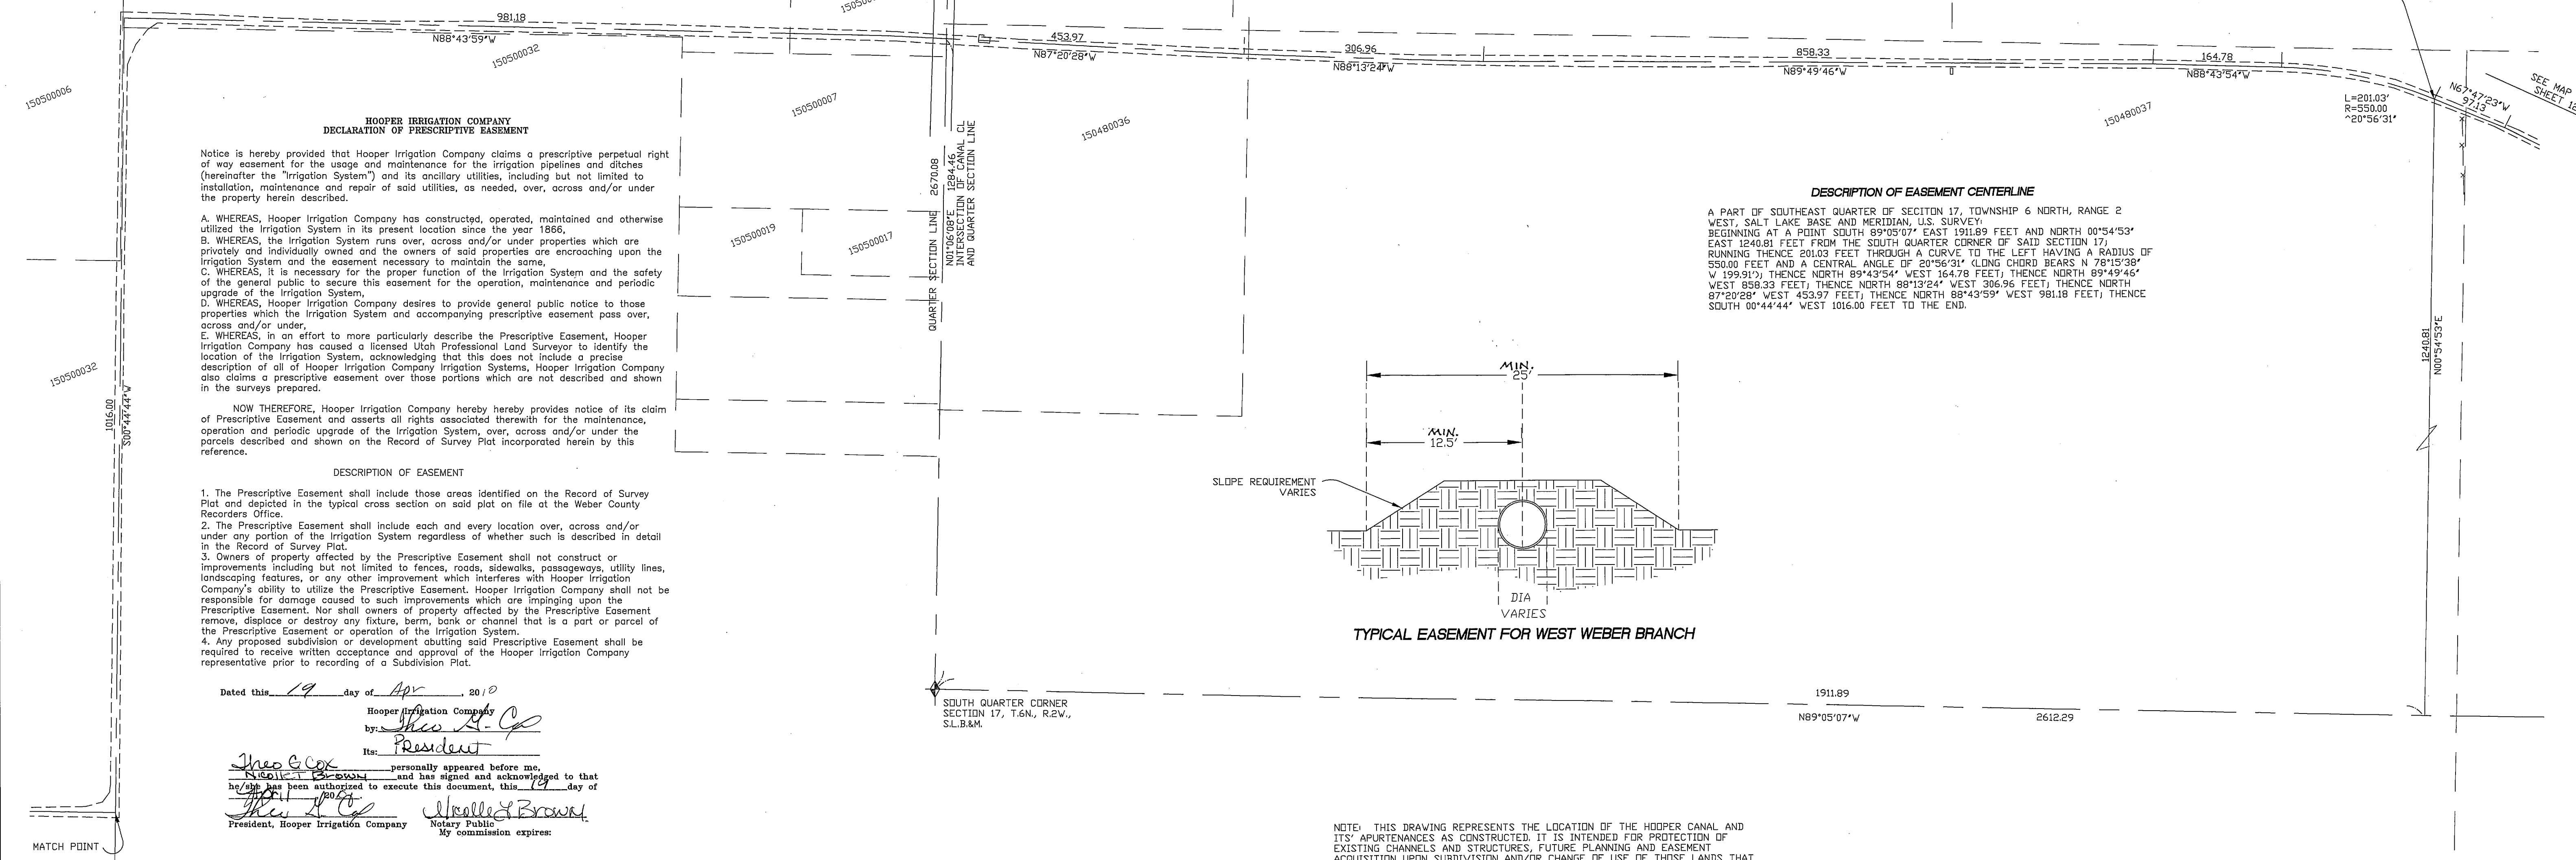 981.18
N88°43'59"W
150500032
150500006
150500007
453.97
N87°20'28"W
306.96
N88°13'24"W
858.33
N89°49'46"W
164.78
N88°43'54"W
L=201.03'
R=550.00
^20°56'31"
N67°47'23"W
97.13
SEE MAP
SHEET
150480036
150480037
HOOPER IRRIGATION COMPANY
DECLARATION OF PRESCRIPTIVE EASEMENT
Notice is hereby provided that Hooper Irrigation Company claims a prescriptive perpetual right
of way easement for the usage and maintenance for the irrigation pipelines and ditches
(hereinafter the "Irrigation System") and its ancillary utilities, including but not limited to
installation, maintenance and repair of said utilities, as needed, over, across and/or under
the property herein described.
A. WHEREAS, Hooper Irrigation Company has constructed, operated, maintained and otherwise
utilized the Irrigation System in its present location since the year 1866,
B. WHEREAS, the Irrigation System runs over, across and/or under properties which are
privately and individually owned and the owners of said properties are encroaching upon the
Irrigation System and the easement necessary to maintain the same,
C. WHEREAS, it is necessary for the proper function of the Irrigation System and the safety
of the general public to secure this easement for the operation, maintenance and periodic
upgrade of the Irrigation System,
D. WHEREAS, Hooper Irrigation Company desires to provide general public notice to those
properties which the Irrigation System and accompanying prescriptive easement pass over,
across and/or under,
E. WHEREAS, in an effort to more particularly describe the Prescriptive Easement, Hooper
Irrigation Company has caused a licensed Utah Professional Land Surveyor to identify the
location of the Irrigation System, acknowledging that this does not include a precise
description of all of Hooper Irrigation Company Irrigation Systems, Hooper Irrigation Company
also claims a prescriptive easement over those portions which are not described and shown
in the surveys prepared.
NOW THEREFORE, Hooper Irrigation Company hereby hereby provides notice of its claim
of Prescriptive Easement and asserts all rights associated therewith for the maintenance,
operation and periodic upgrade of the Irrigation System, over, across and/or under the
parcels described and shown on the Record of Survey Plat incorporated herein by this
reference.
DESCRIPTION OF EASEMENT
1. The Prescriptive Easement shall include those areas identified on the Record of Survey
Plat and depicted in the typical cross section on said plat on file at the Weber County
Recorders Office.
2. The Prescriptive Easement shall include each and every location over, across and/or
under any portion of the Irrigation System regardless of whether such is described in detail
in the Record of Survey Plat.
3. Owners of property affected by the Prescriptive Easement shall not construct or
improvements including but not limited to fences, roads, sidewalks, passageways, utility lines,
landscaping features, or any other improvement which interferes with Hooper Irrigation
Company's ability to utilize the Prescriptive Easement. Hooper Irrigation Company shall not be
responsible for damage caused to such improvements which are impinging upon the
Prescriptive Easement. Nor shall owners of property affected by the Prescriptive Easement
remove, displace or destroy any fixture, berm, bank or channel that is a part or parcel of
the Prescriptive Easement or operation of the Irrigation System.
4. Any proposed subdivision or development abutting said Prescriptive Easement shall be
required to receive written acceptance and approval of the Hooper Irrigation Company
representative prior to recording of a Subdivision Plat.
Dated this 19 day of Apr, 2010
Hooper Irrigation Company
by: Theo G. Cox
Its: President
Theo G Cox personally appeared before me,
Nicolle T Brown and has signed and acknowledged to that
he/she has been authorized to execute this document, this 19 day of
April
Theo G Cox
Nicolle T Brown
President, Hooper Irrigation Company
Notary Public
My commission expires:
MATCH POINT
150500032
1016.00
S00°44'44"W
150500019
150500017
QUARTER SECTION LINE 2670.08
N01°06'08"E 1284.46
INTERSECTION OF CANAL CL
AND QUARTER SECTION LINE
DESCRIPTION OF EASEMENT CENTERLINE
A PART OF SOUTHEAST QUARTER OF SECITON 17, TOWNSHIP 6 NORTH, RANGE 2
WEST, SALT LAKE BASE AND MERIDIAN, U.S. SURVEY:
BEGINNING AT A POINT SOUTH 89°05'07" EAST 1911.89 FEET AND NORTH 00°54'53"
EAST 1240.81 FEET FROM THE SOUTH QUARTER CORNER OF SAID SECTION 17;
RUNNING THENCE 201.03 FEET THROUGH A CURVE TO THE LEFT HAVING A RADIUS OF
550.00 FEET AND A CENTRAL ANGLE OF 20°56'31" (LONG CHORD BEARS N 78°15'38"
W 199.91'); THENCE NORTH 89°43'54" WEST 164.78 FEET; THENCE NORTH 89°49'46"
WEST 858.33 FEET; THENCE NORTH 88°13'24" WEST 306.96 FEET; THENCE NORTH
87°20'28" WEST 453.97 FEET; THENCE NORTH 88°43'59" WEST 981.18 FEET; THENCE
SOUTH 00°44'44" WEST 1016.00 FEET TO THE END.
1240.81
N00°54'53"E
MIN.
25'
MIN.
12.5'
SLOPE REQUIREMENT
VARIES
DIA
VARIES
TYPICAL EASEMENT FOR WEST WEBER BRANCH
SOUTH QUARTER CORNER
SECTION 17, T.6N., R.2W.,
S.L.B.&M.
1911.89
N89°05'07"W
2612.29
NOTE: THIS DRAWING REPRESENTS THE LOCATION OF THE HOOPER CANAL AND
ITS' APURTENANCES AS CONSTRUCTED. IT IS INTENDED FOR PROTECTION OF
EXISTING CHANNELS AND STRUCTURES, FUTURE PLANNING AND EASEMENT
ACQUISITION UPON SUBDIVISION AND/OR CHANGE OF USE OF THOSE LANDS THAT